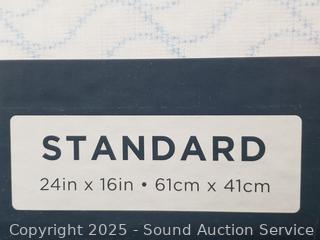 STANDARD
24in x 16in • 61cm x 41cm
Copyright 2025 - Sound Auction Service